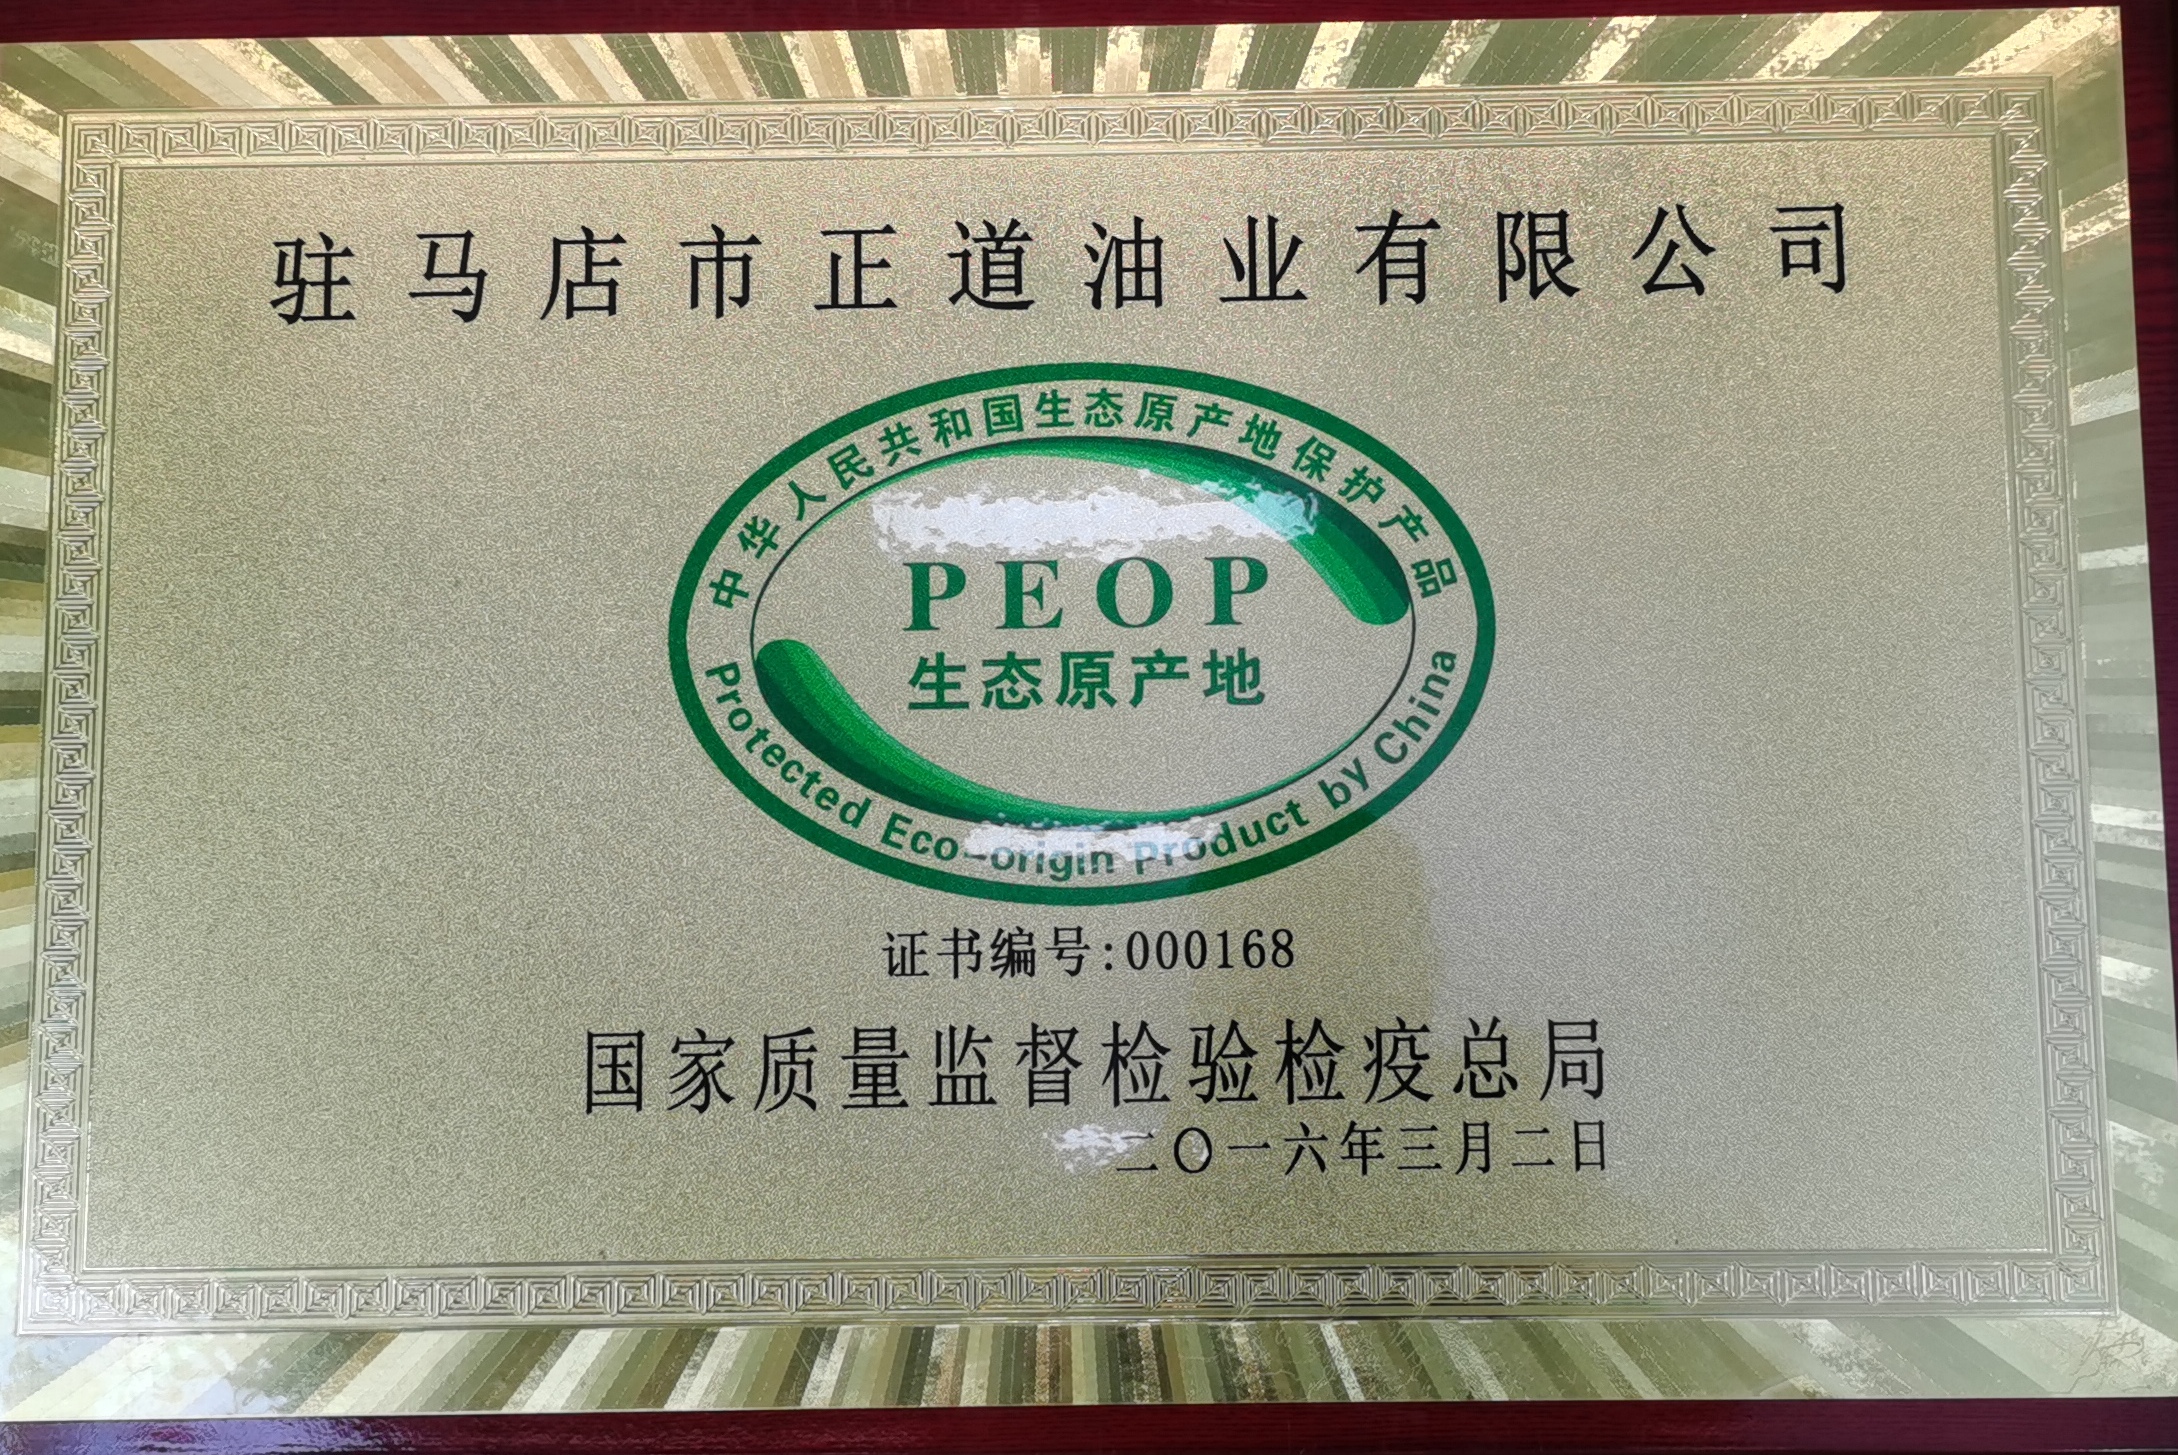 驻马店市正道油业有限公司
中华人民共和国生态原产地保护产品
PEOP
生态原产地
Protected Eco-origin Product by China
证书编号:000168
国家质量监督检验检疫总局
二〇一六年三月二日